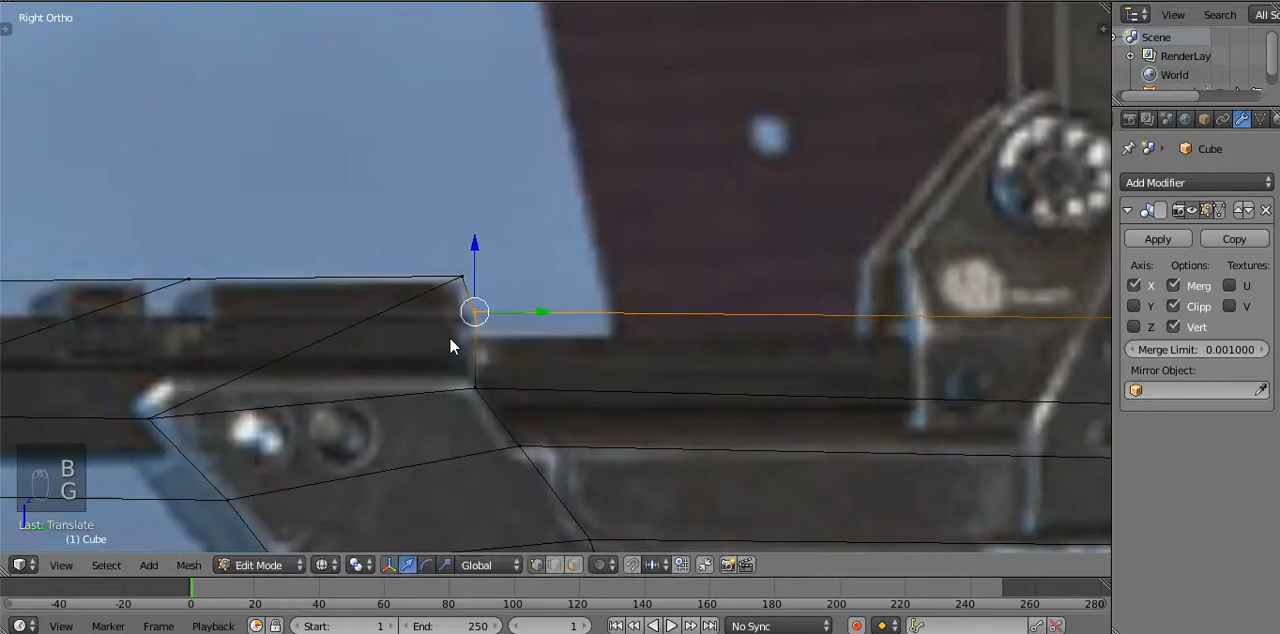 Right Ortho
View Search All S
Scene
RenderLay
World
Cube
Add Modifier
Apply Copy
Axis: Options: Textures:
X Merg U
Y Clipp V
Z Vert
Merge Limit: 0.001000
Mirror Object:
B
G
Last: Translate
(1) Cube
View Select Add Mesh Edit Mode Global
-40 -20 0 20 40 60 80 100 120 140 160 180 200 220 240 260 280
View Marker Frame Playback Start: 1 End: 250 1 No Sync